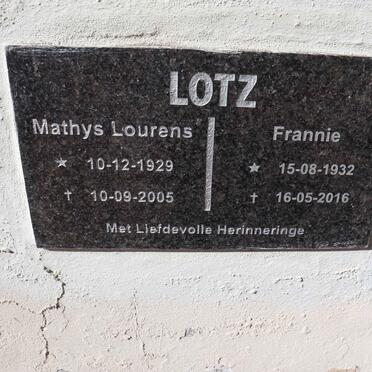 LOTZ
Mathys Lourens
★ 10-12-1929
✝ 10-09-2005
Frannie
★ 15-08-1932
✝ 16-05-2016
Met Liefdevolle Herinneringe